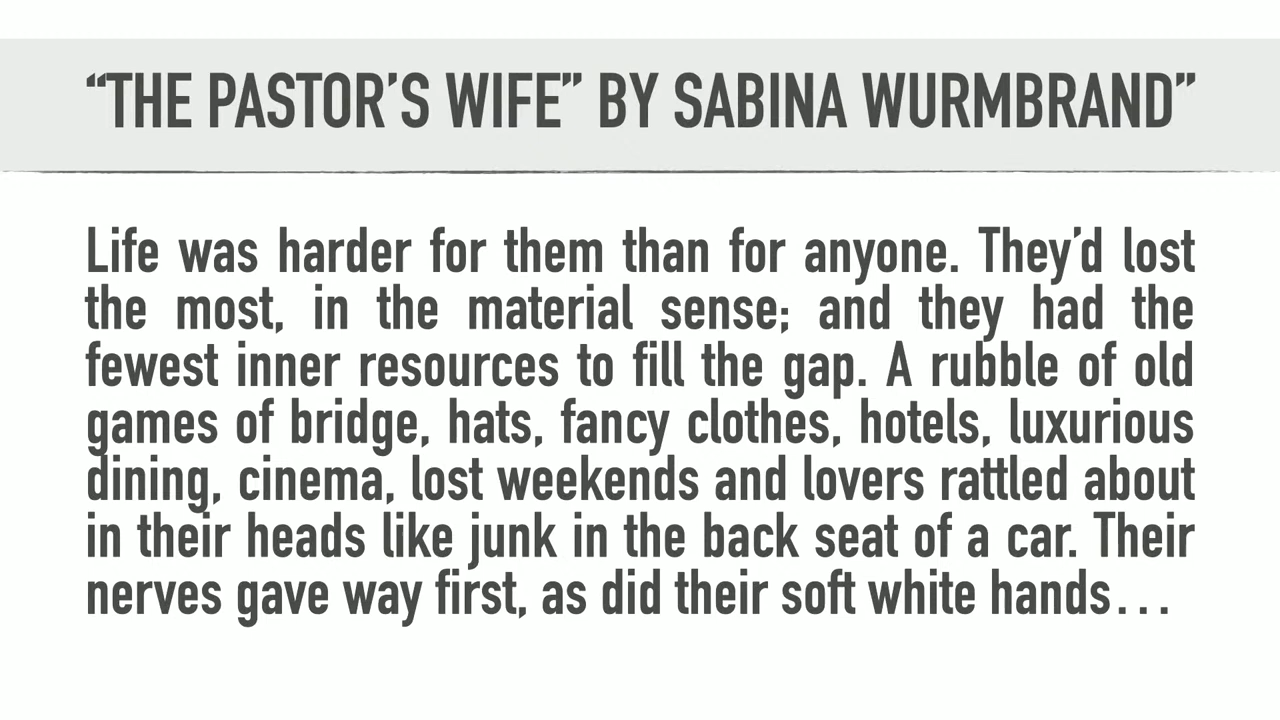 “THE PASTOR’S WIFE” BY SABINA WURMBRAND”
Life was harder for them than for anyone. They’d lost
the most, in the material sense; and they had the
fewest inner resources to fill the gap. A rubble of old
games of bridge, hats, fancy clothes, hotels, luxurious
dining, cinema, lost weekends and lovers rattled about
in their heads like junk in the back seat of a car. Their
nerves gave way first, as did their soft white hands...